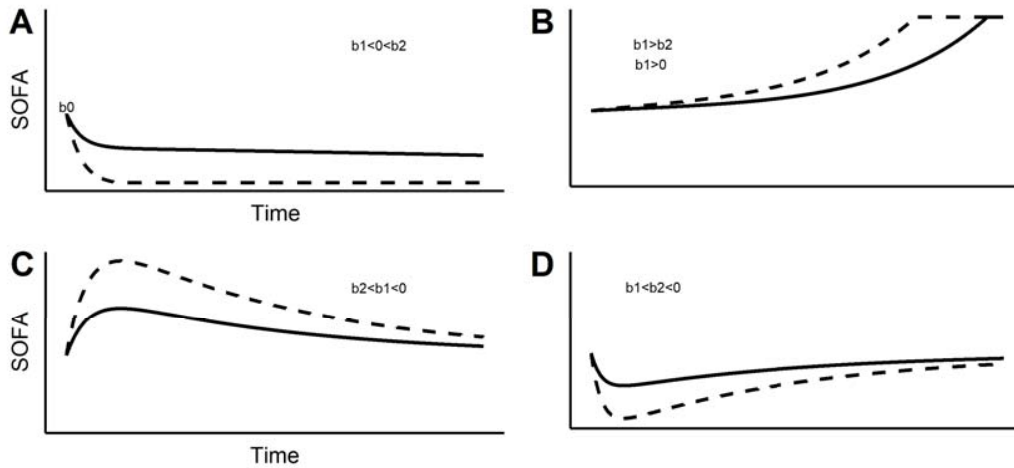 A
b1<0<b2
b0
SOFA
Time
B
b1>b2
b1>0
C
b2<b1<0
SOFA
Time
D
b1<b2<0